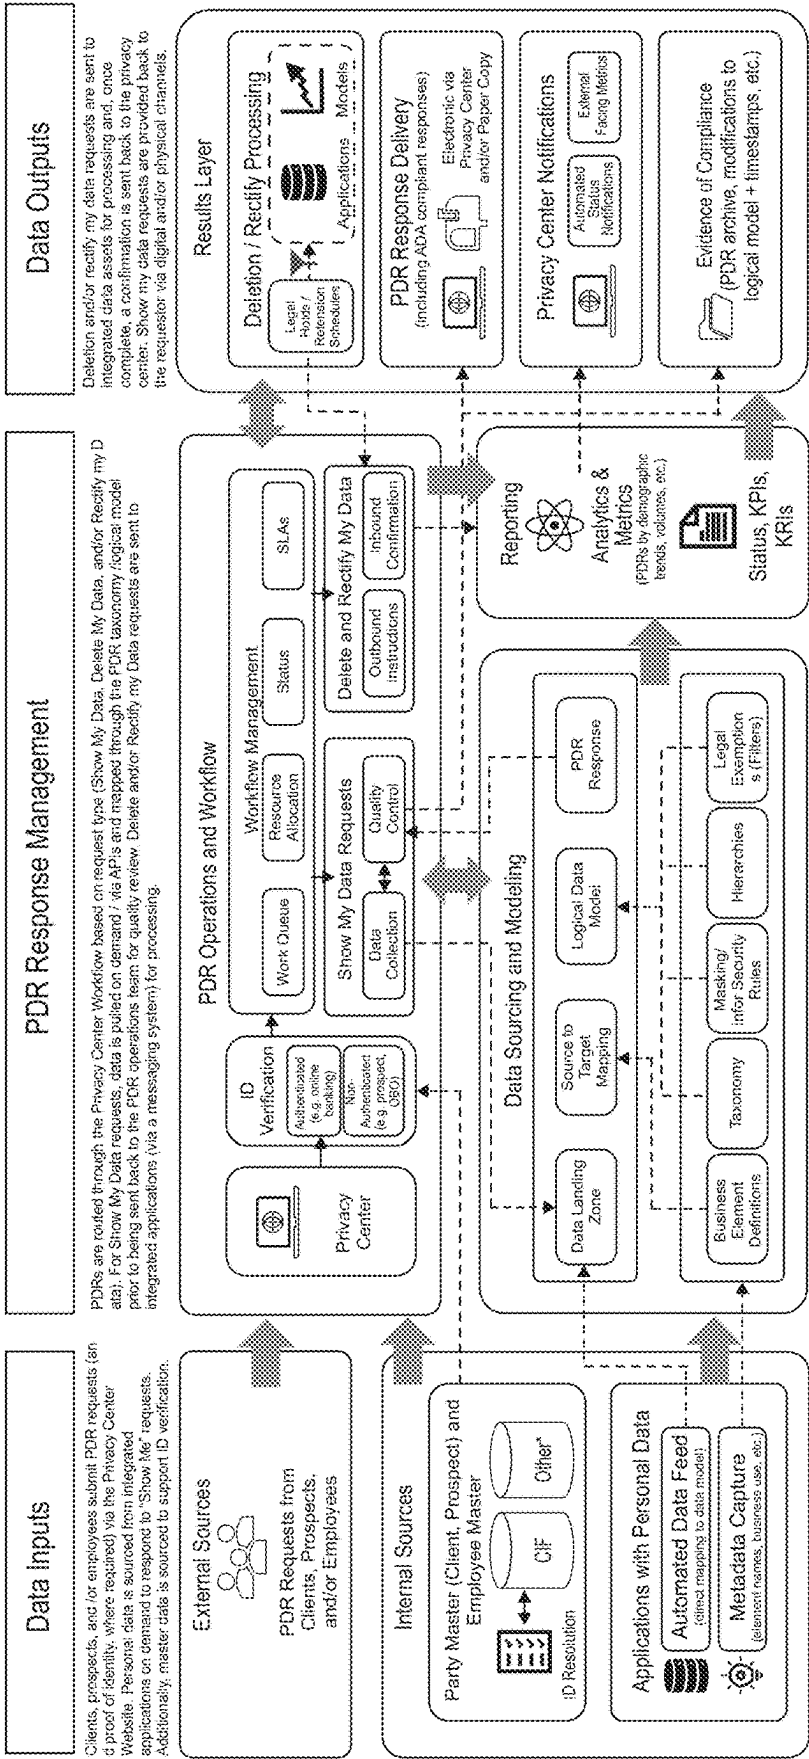 Data Inputs
Clients, prospects, and /or employees submit PDR requests (an
d proof of identity, where required) via the Privacy Center
Website. Personal data is sourced from integrated
applications on demand to respond to "Show Me" requests.
Additionally, master data is sourced to support ID verification.
External Sources
PDR Requests from
Clients, Prospects,
and/or Employees
Internal Sources
Party Master (Client, Prospect) and
Employee Master
ID Resolution
CIF
Other*
Applications with Personal Data
Automated Data Feed
(direct mapping to data model)
Metadata Capture
(element names, business use, etc.)
PDR Response Management
PDRs are routed through the Privacy Center Workflow based on request type (Show My Data, Delete My Data, and/or Rectify my D
ata). For Show My Data requests, data is pulled on demand / via APIs and mapped through the PDR taxonomy /logical model
prior to being sent back to the PDR operations team for quality review. Delete and/or Rectify my Data requests are sent to
integrated applications (via a messaging system) for processing.
PDR Operations and Workflow
Privacy
Center
ID
Verification
Authenticated
(e.g. online
banking)
Non-
Authenticated
(e.g. prospect,
OBO)
Workflow Management
Work Queue
Resource
Allocation
Status
SLAs
Show My Data Requests
Data
Collection
Quality
Control
Delete and Rectify My Data
Outbound
Instructions
Inbound
Confirmation
Data Sourcing and Modeling
Data Landing
Zone
Source to
Target
Mapping
Logical Data
Model
PDR
Response
Business
Element
Definitions
Taxonomy
Masking/
Infor Security
Rules
Hierarchies
Legal
Exemption
s (Filters)
Reporting
Analytics &
Metrics
(PDRs by demographic
trends, volumes, etc.)
Status, KPIs,
KRIs
Data Outputs
Deletion and/or rectify my data requests are sent to
integrated data assets for processing and, once
complete, a confirmation is sent back to the privacy
center. Show my data requests are provided back to
the requestor via digital and/or physical channels.
Results Layer
Deletion / Rectify Processing
Legal
Holds /
Retension
Schedules
Applications
Models
PDR Response Delivery
(including ADA compliant responses)
Electronic via
Privacy Center
and/or Paper Copy
Privacy Center Notifications
Automated
Status
Notifications
External
Facing Metrics
Evidence of Compliance
(PDR archive, modifications to
logical model + timestamps, etc.)